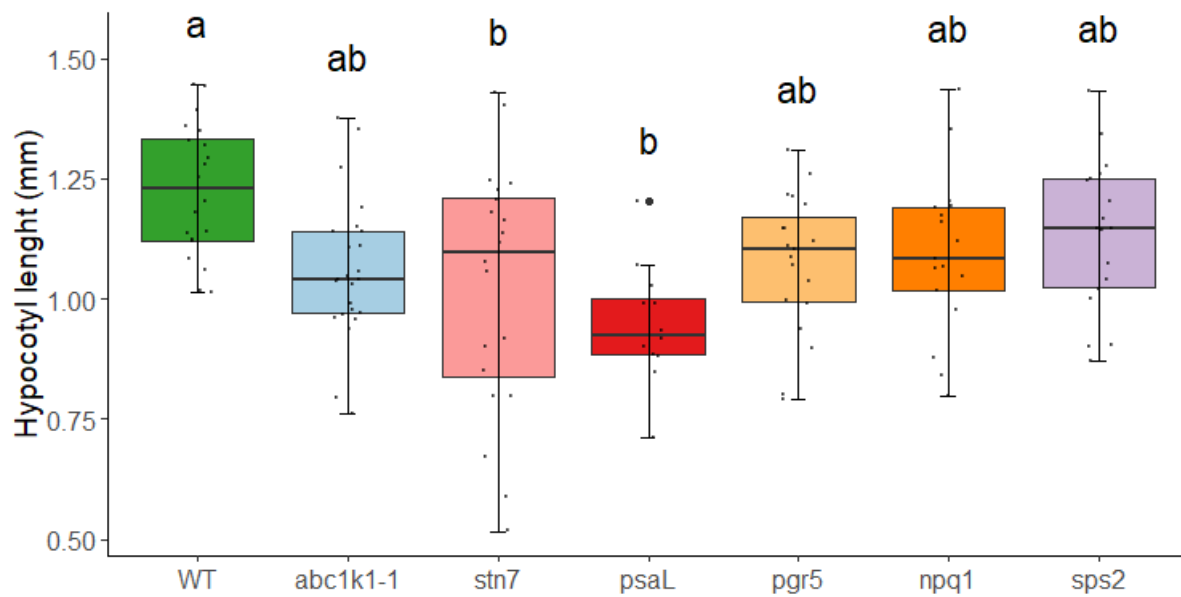 a
ab
b
b
ab
ab
ab
Hypocotyl lenght (mm)
1.50
1.25
1.00
0.75
0.50
WT abc1k1-1 stn7 psaL pgr5 npq1 sps2